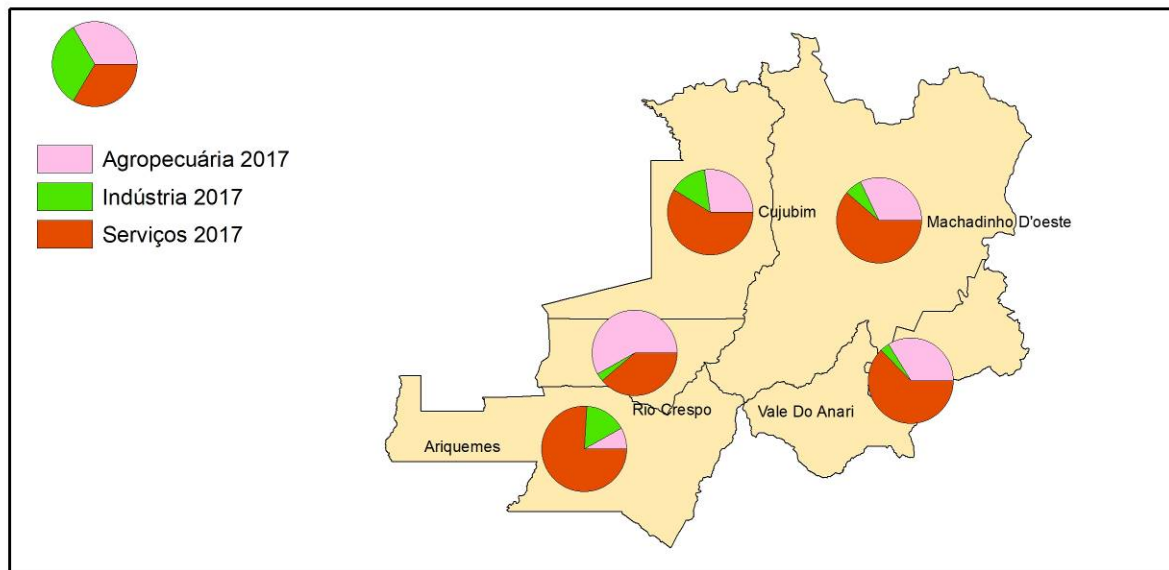 Agropecuária 2017
Indústria 2017
Serviços 2017
Cujubim
Machadinho D'oeste
Rio Crespo
Vale Do Anari
Ariquemes